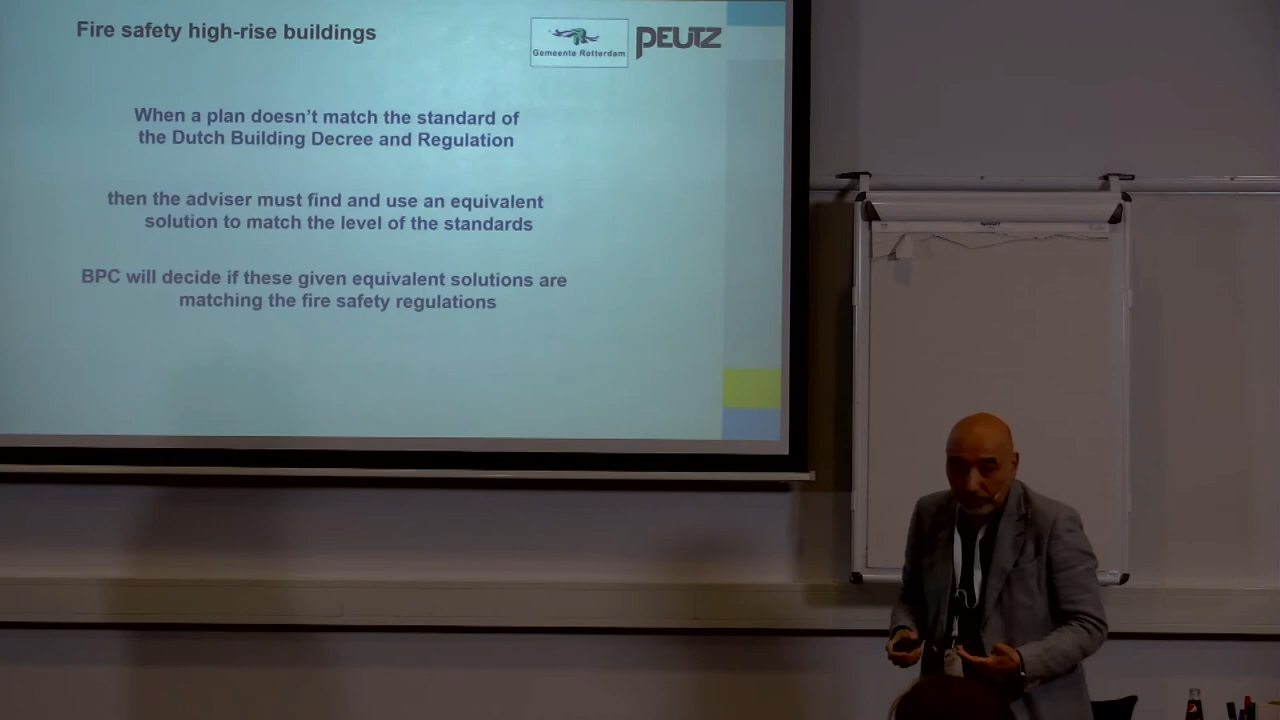 Fire safety high-rise buildings
Gemeente Rotterdam
PEUTZ
When a plan doesn't match the standard of
the Dutch Building Decree and Regulation
then the adviser must find and use an equivalent
solution to match the level of the standards
BPC will decide if these given equivalent solutions are
matching the fire safety regulations